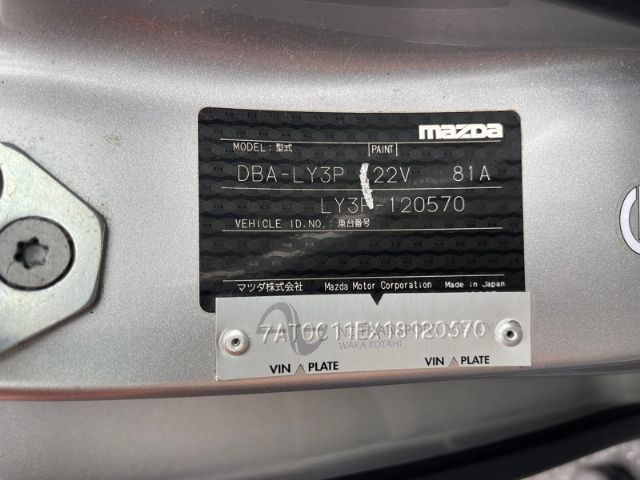 mazda
MODEL: 型式 PAINT
DBA-LY3P 22V 81A
LY3P-120570
VEHICLE ID.NO.: 車台番号
マツダ株式会社 Mazda Motor Corporation Made in Japan
WAKA KOTAHI
VIN PLATE VIN PLATE